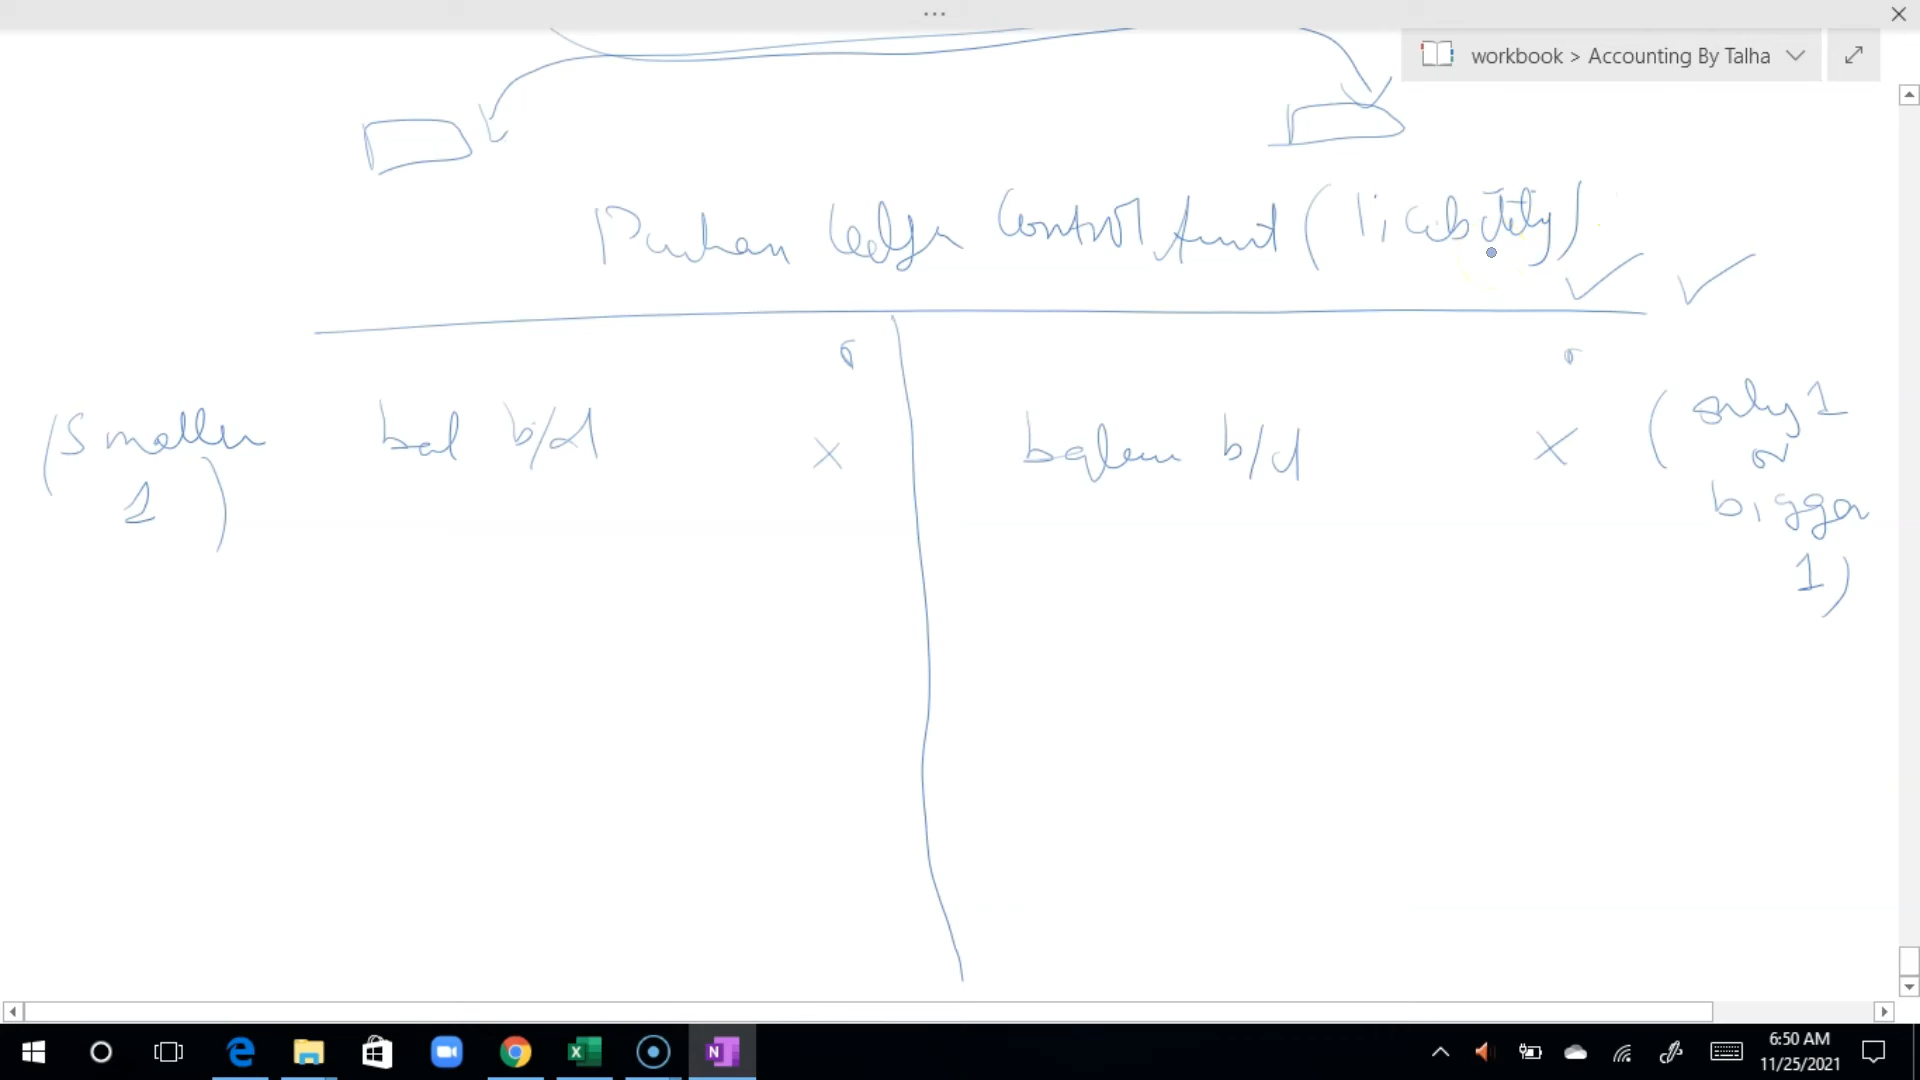 ...
workbook > Accounting By Talha
Purchase ledger Control Account (liability)
(Smaller bal b/d x balance b/d x (only 1
1) or
bigger
1)
6:50 AM
11/25/2021